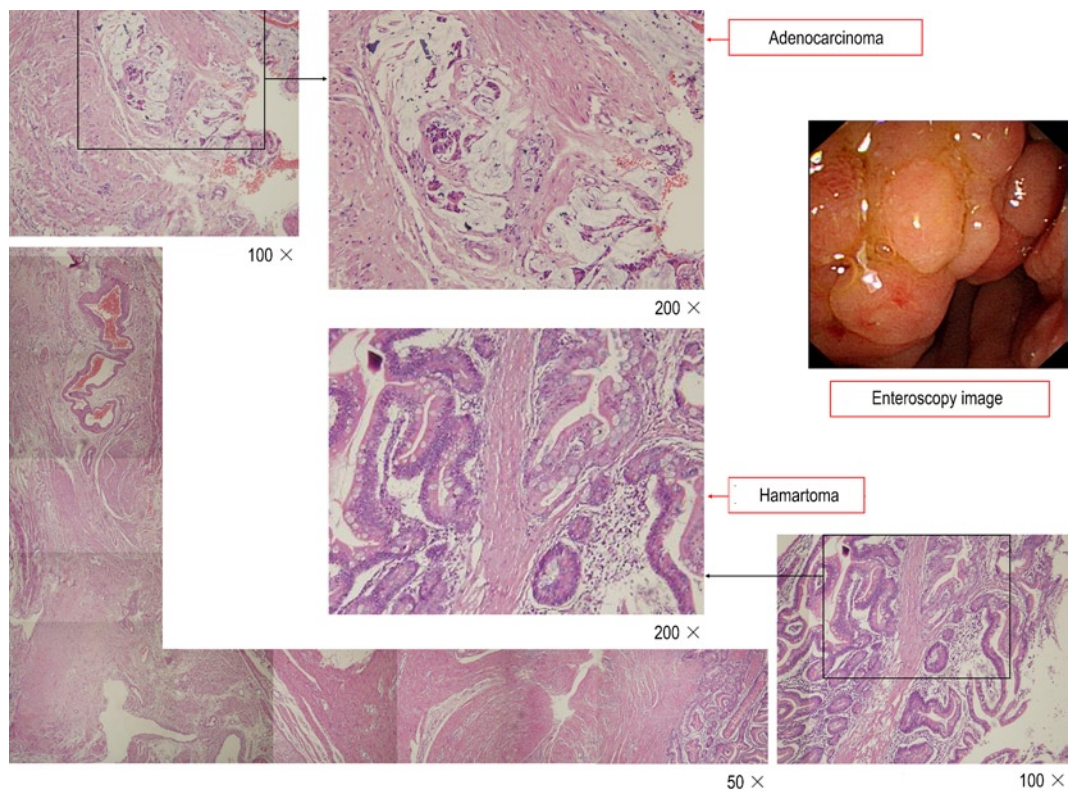 Adenocarcinoma
100 ×
200 ×
Enteroscopy image
Hamartoma
200 ×
50 ×
100 ×